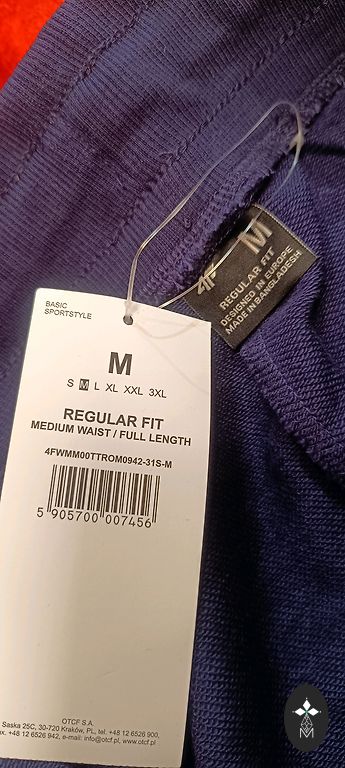 4F
M
REGULAR FIT
DESIGNED IN EUROPE
MADE IN BANGLADESH
BASIC
SPORTSTYLE
M
S M L XL XXL 3XL
REGULAR FIT
MEDIUM WAIST / FULL LENGTH
4FWMM00TTROM0942-31S-M
5 905700 007456
OTCF S.A.
Saska 25C, 30-720 Kraków, PL, tel. +48 12 6526 900,
ax. +48 12 6526 942, e-mail: info@otcf.pl, www.otcf.pl
M